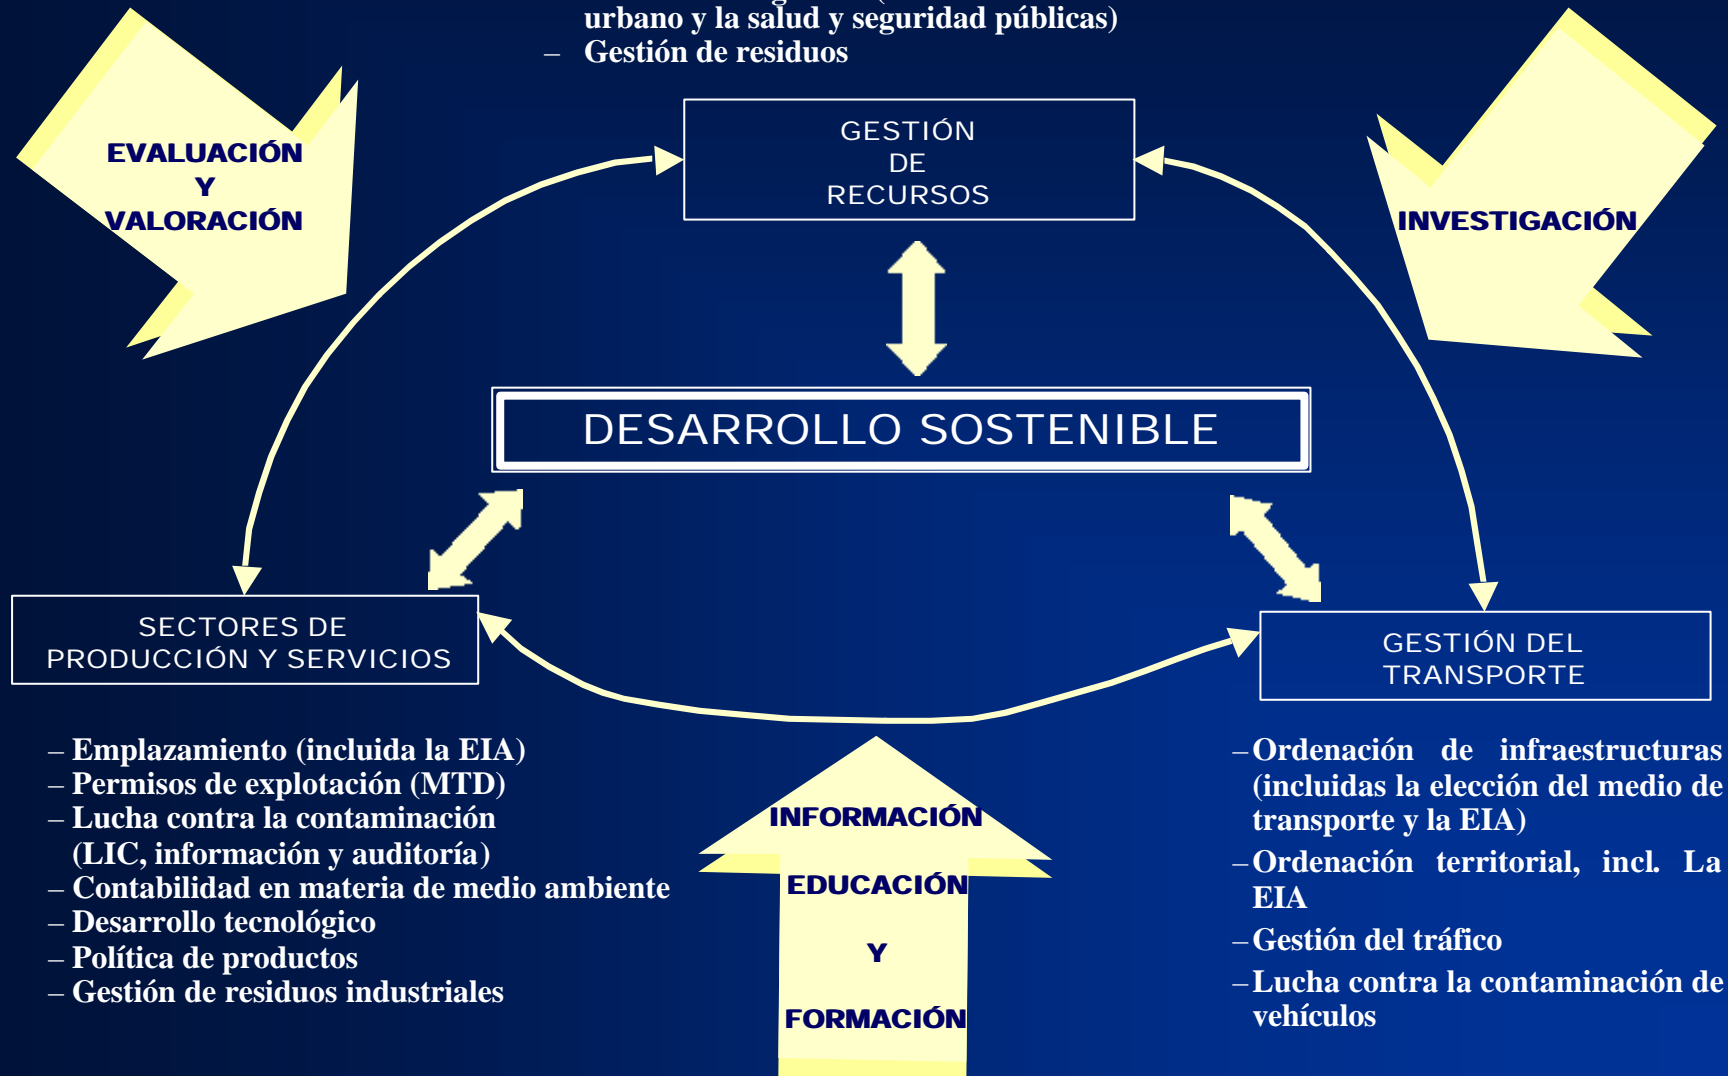 urbano y la salud y seguridad públicas)
– Gestión de residuos
EVALUACIÓN
Y
VALORACIÓN
GESTIÓN
DE
RECURSOS
INVESTIGACIÓN
DESARROLLO SOSTENIBLE
SECTORES DE
PRODUCCIÓN Y SERVICIOS
GESTIÓN DEL
TRANSPORTE
– Emplazamiento (incluida la EIA)
– Permisos de explotación (MTD)
– Lucha contra la contaminación
(LIC, información y auditoría)
– Contabilidad en materia de medio ambiente
– Desarrollo tecnológico
– Política de productos
– Gestión de residuos industriales
INFORMACIÓN
EDUCACIÓN
Y
FORMACIÓN
– Ordenación de infraestructuras
(incluidas la elección del medio de
transporte y la EIA)
– Ordenación territorial, incl. La
EIA
– Gestión del tráfico
– Lucha contra la contaminación de
vehículos